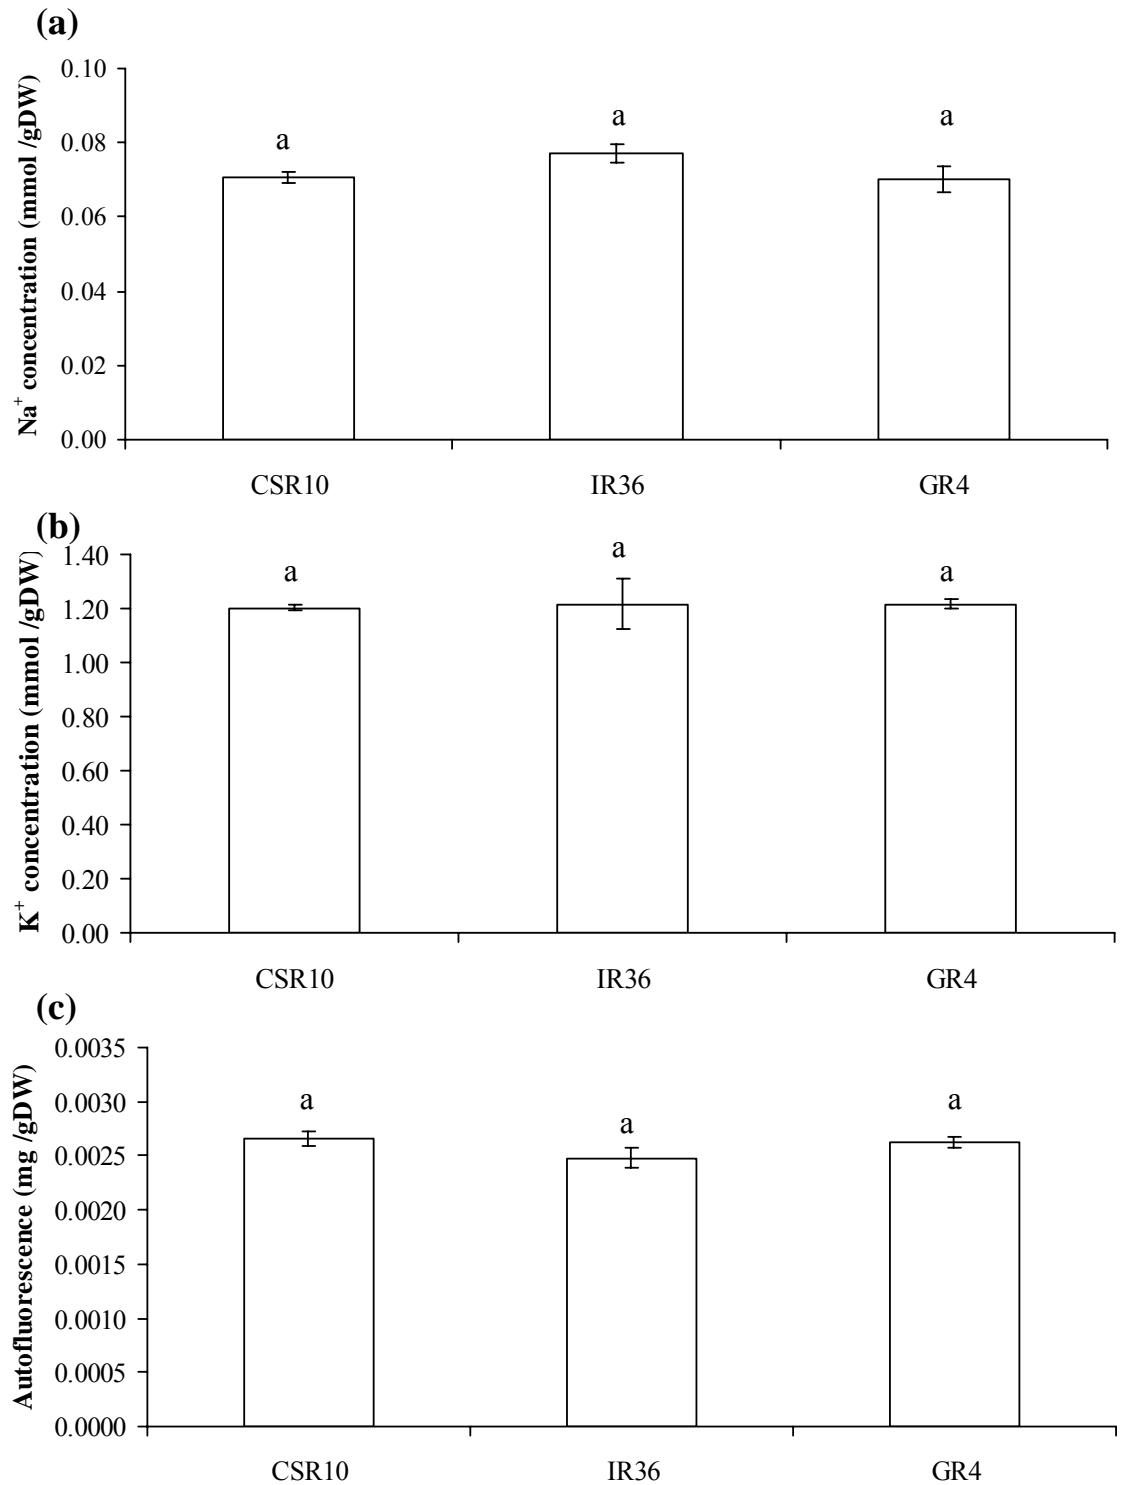 (a)
Na⁺ concentration (mmol /gDW)
0.10
0.08
0.06
0.04
0.02
0.00
a
a
a
CSR10
IR36
GR4
(b)
K⁺ concentration (mmol /gDW)
1.40
1.20
1.00
0.80
0.60
0.40
0.20
0.00
a
a
a
CSR10
IR36
GR4
(c)
Autofluorescence (mg /gDW)
0.0035
0.0030
0.0025
0.0020
0.0015
0.0010
0.0005
0.0000
a
a
a
CSR10
IR36
GR4